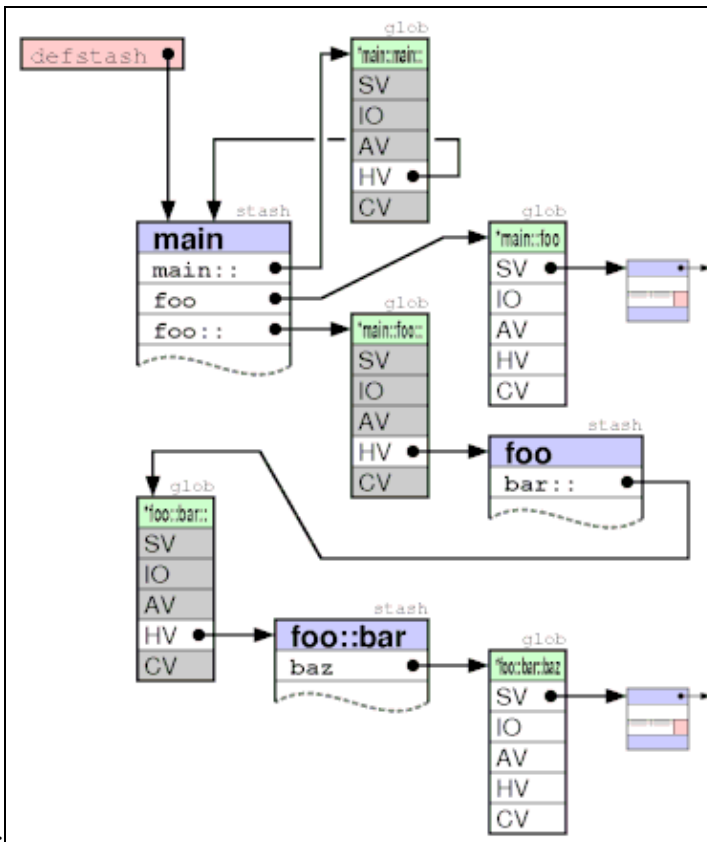 glob
defstash
*main::main::
SV
IO
AV
HV
CV
stash
main
main::
foo
foo::
glob
*main::foo
SV
IO
AV
HV
CV
glob
*main::foo::
SV
IO
AV
HV
CV
stash
foo
bar::
glob
*foo::bar::
SV
IO
AV
HV
CV
stash
foo::bar
baz
glob
*foo::bar::baz
SV
IO
AV
HV
CV